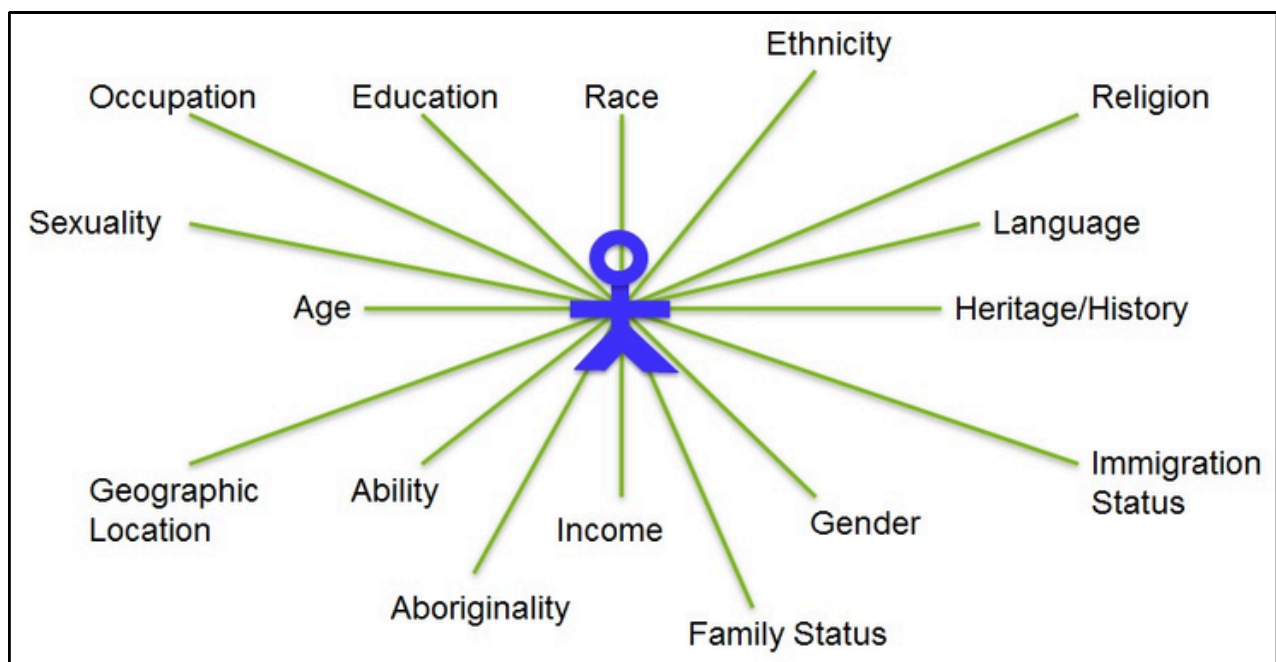 Ethnicity
Occupation
Education
Race
Religion
Sexuality
Language
Age
Heritage/History
Geographic
Location
Ability
Immigration
Status
Income
Gender
Aboriginality
Family Status